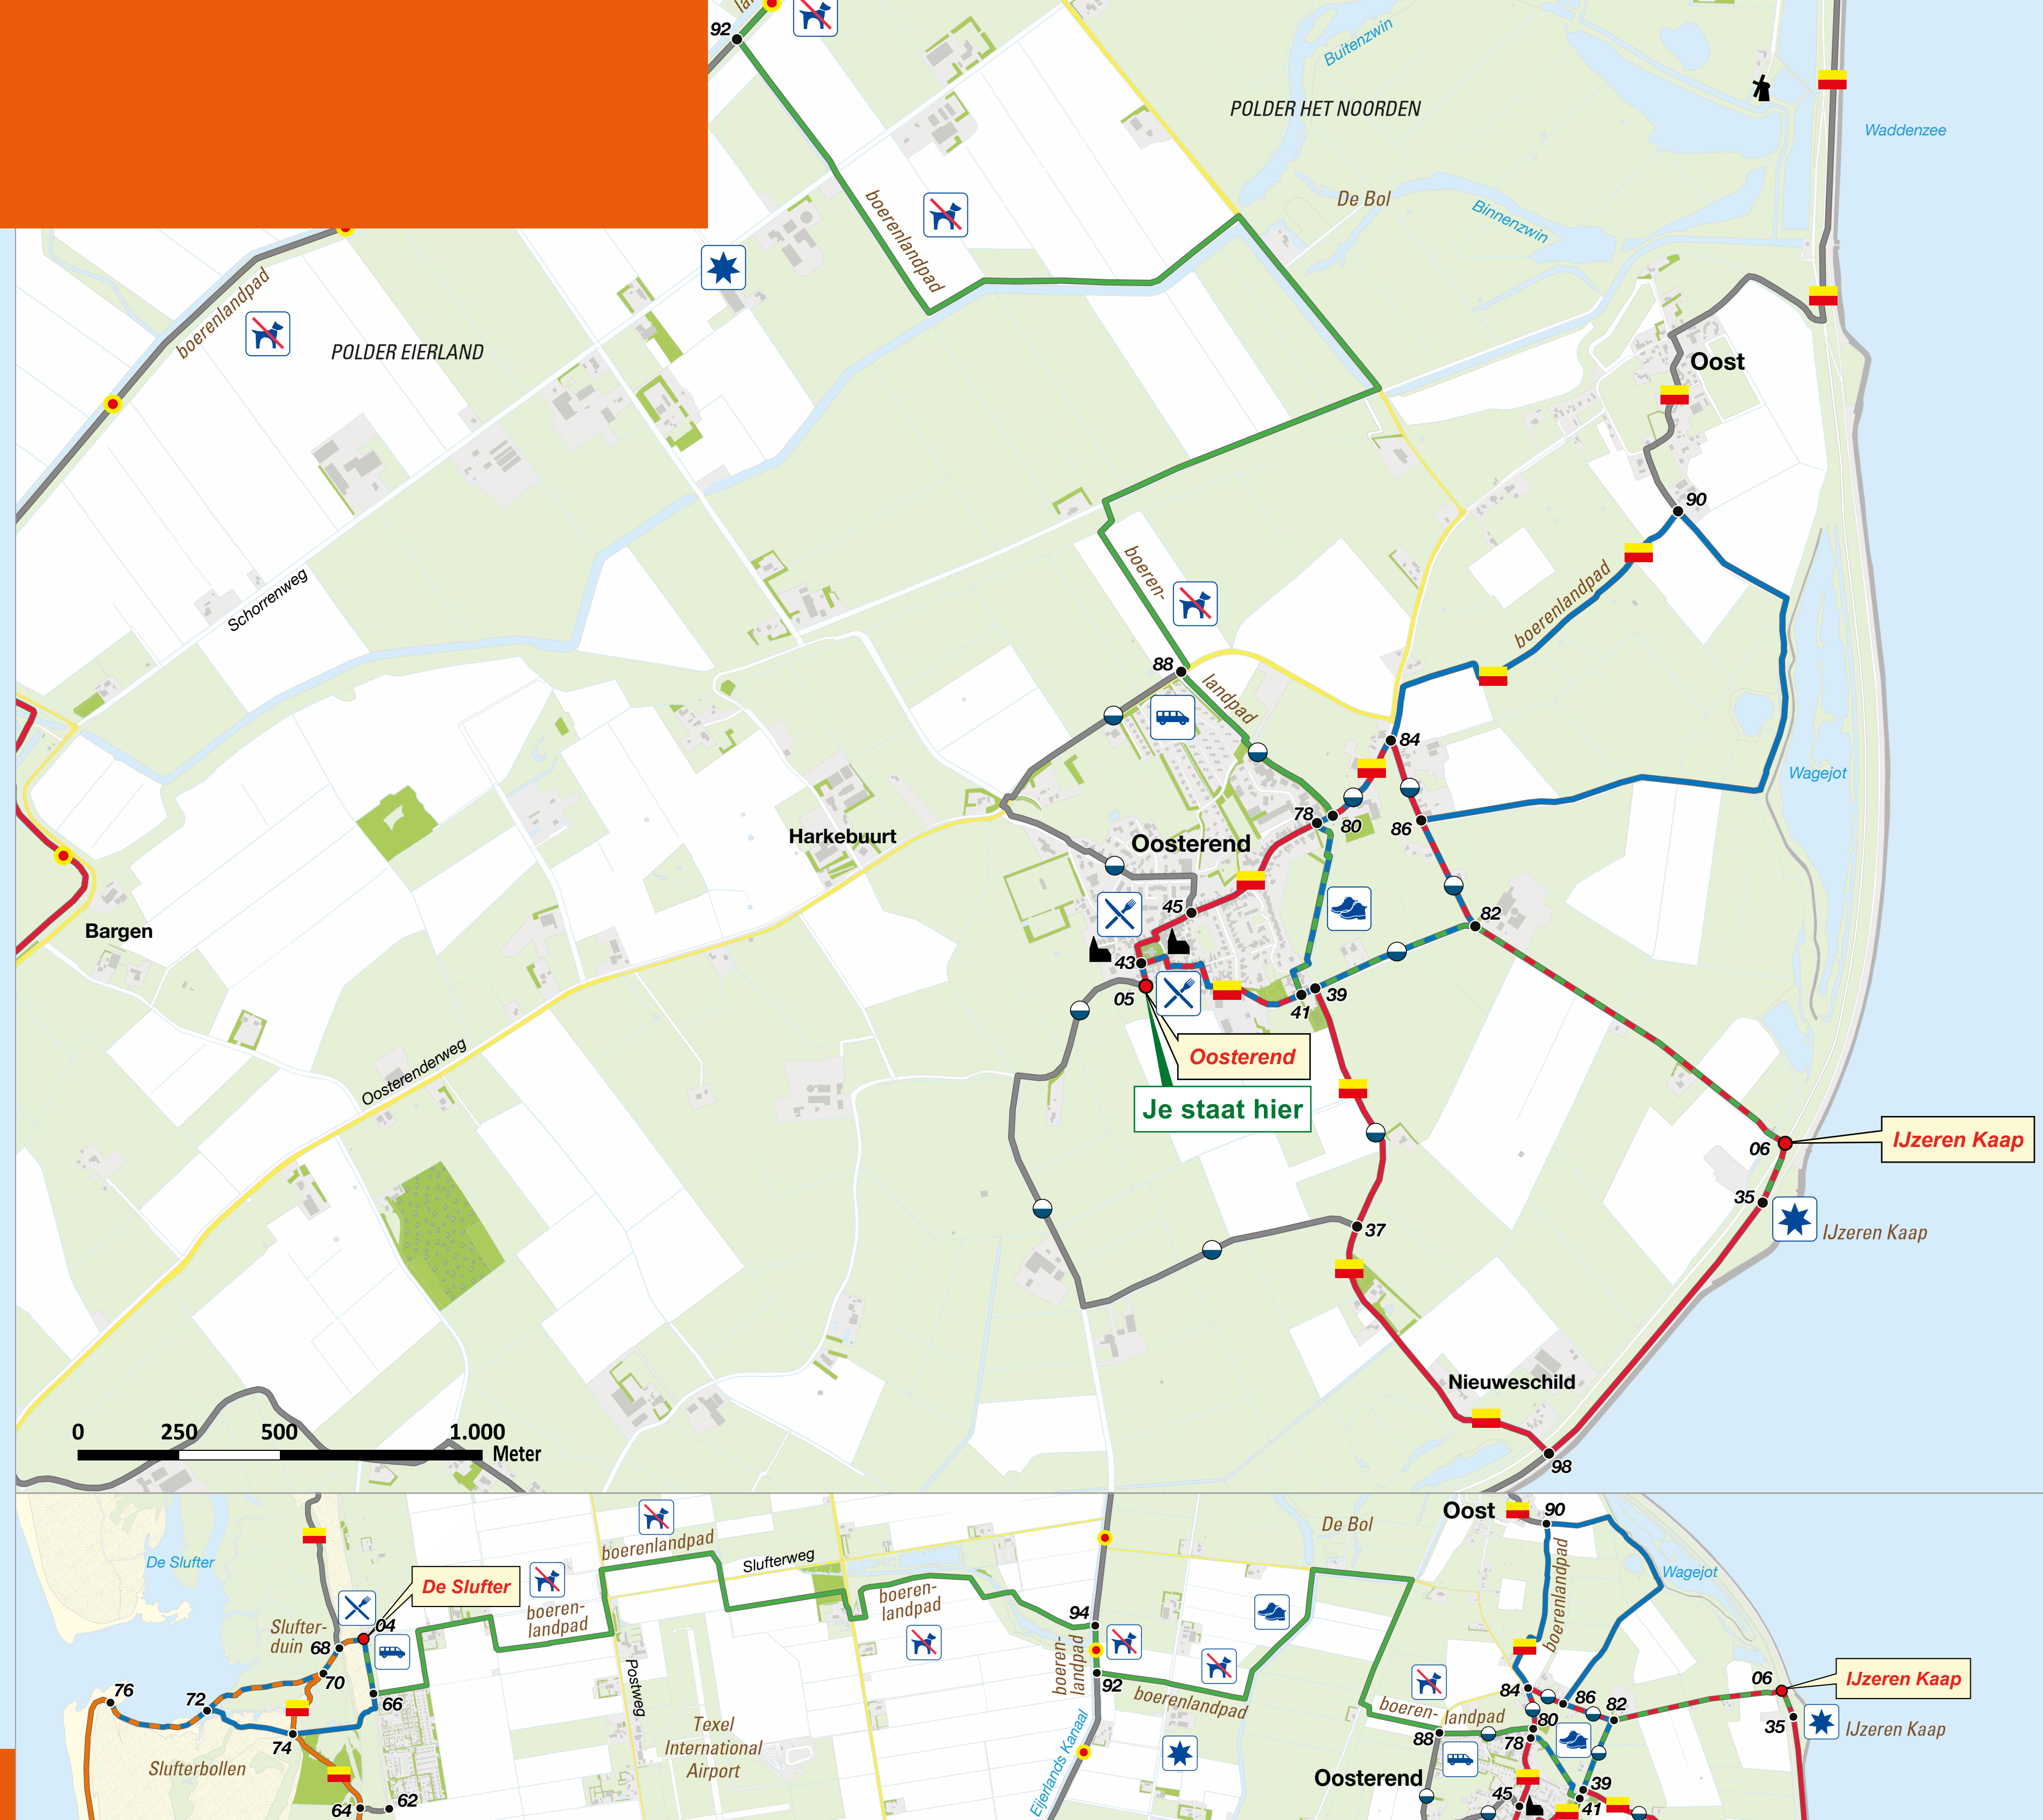 92
Buitenzwin
POLDER HET NOORDEN
Waddenzee
De Bol
Binnenzwin
boerenlandpad
boerenlandpad
POLDER EIERLAND
Oost
90
Schorrenweg
boeren-
landpad
boerenlandpad
88
84
Wagejot
78
80
86
Harkebuurt
Oosterend
45
82
Bargen
43
05
39
41
Oosterend
Je staat hier
Oosterenderweg
06
IJzeren Kaap
35
IJzeren Kaap
37
Nieuweschild
98
0 250 500 1.000
Meter
Oost
90
De Slufter
De Bol
boerenlandpad
Slufterweg
boerenlandpad
Wagejot
De Slufter
04
boeren-
landpad
boeren-
landpad
Slufter-
duin
68
94
boeren-
landpad
70
66
76
72
74
Postweg
92
boerenlandpad
84
86
82
06
IJzeren Kaap
35
IJzeren Kaap
boeren-
landpad
88
80
78
Texel
International
Airport
Eijerlands Kanaal
Slufterbollen
Oosterend
45
39
41
64
62